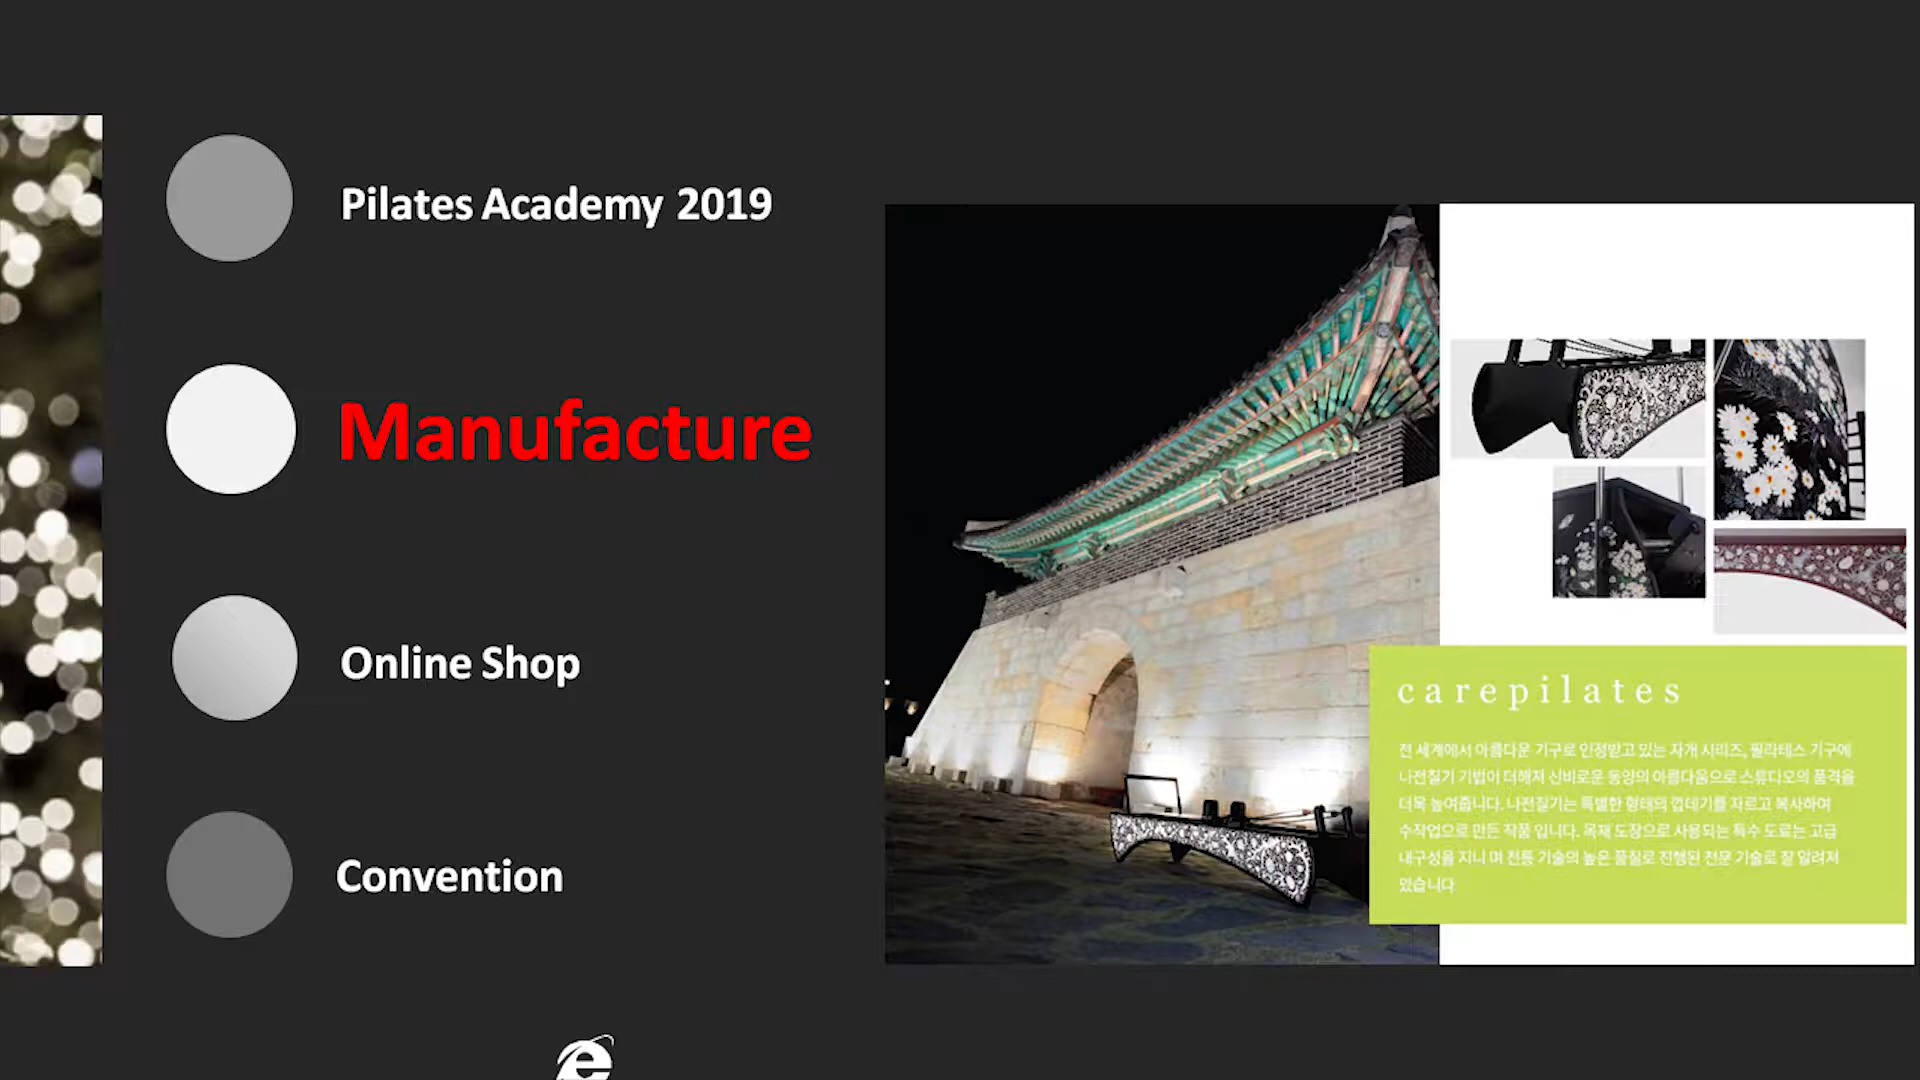 Pilates Academy 2019
Manufacture
Online Shop
Convention
carepilates
전 세계에서 아름다운 기구로 인정받고 있는 자개 시리즈, 필라테스 기구에
나전칠기 기법이 더해져 신비로운 동양의 아름다움으로 스튜디오의 품격을
더욱 높여줍니다. 나전칠기는 특별한 형태의 껍데기를 자르고 복사하여
수작업으로 만든 작품 입니다. 목재 도장으로 사용되는 특수 도료는 고급
내구성을 지니 며 전통 기술의 높은 품질로 진행된 전문 기술로 잘 알려져
있습니다